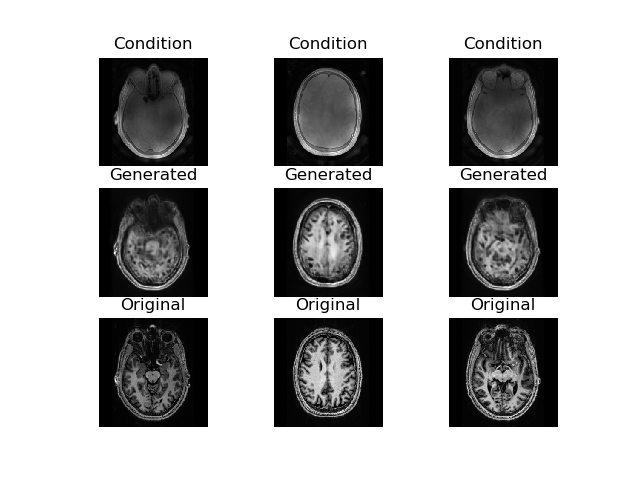 Condition Condition Condition
Generated Generated Generated
Original Original Original